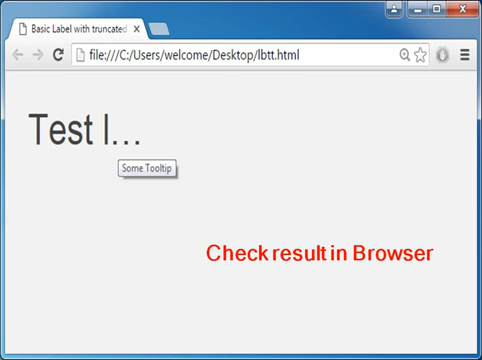 Basic Label with truncated
file:///C:/Users/welcome/Desktop/lbtt.html
Test l...
Some Tooltip
Check result in Browser